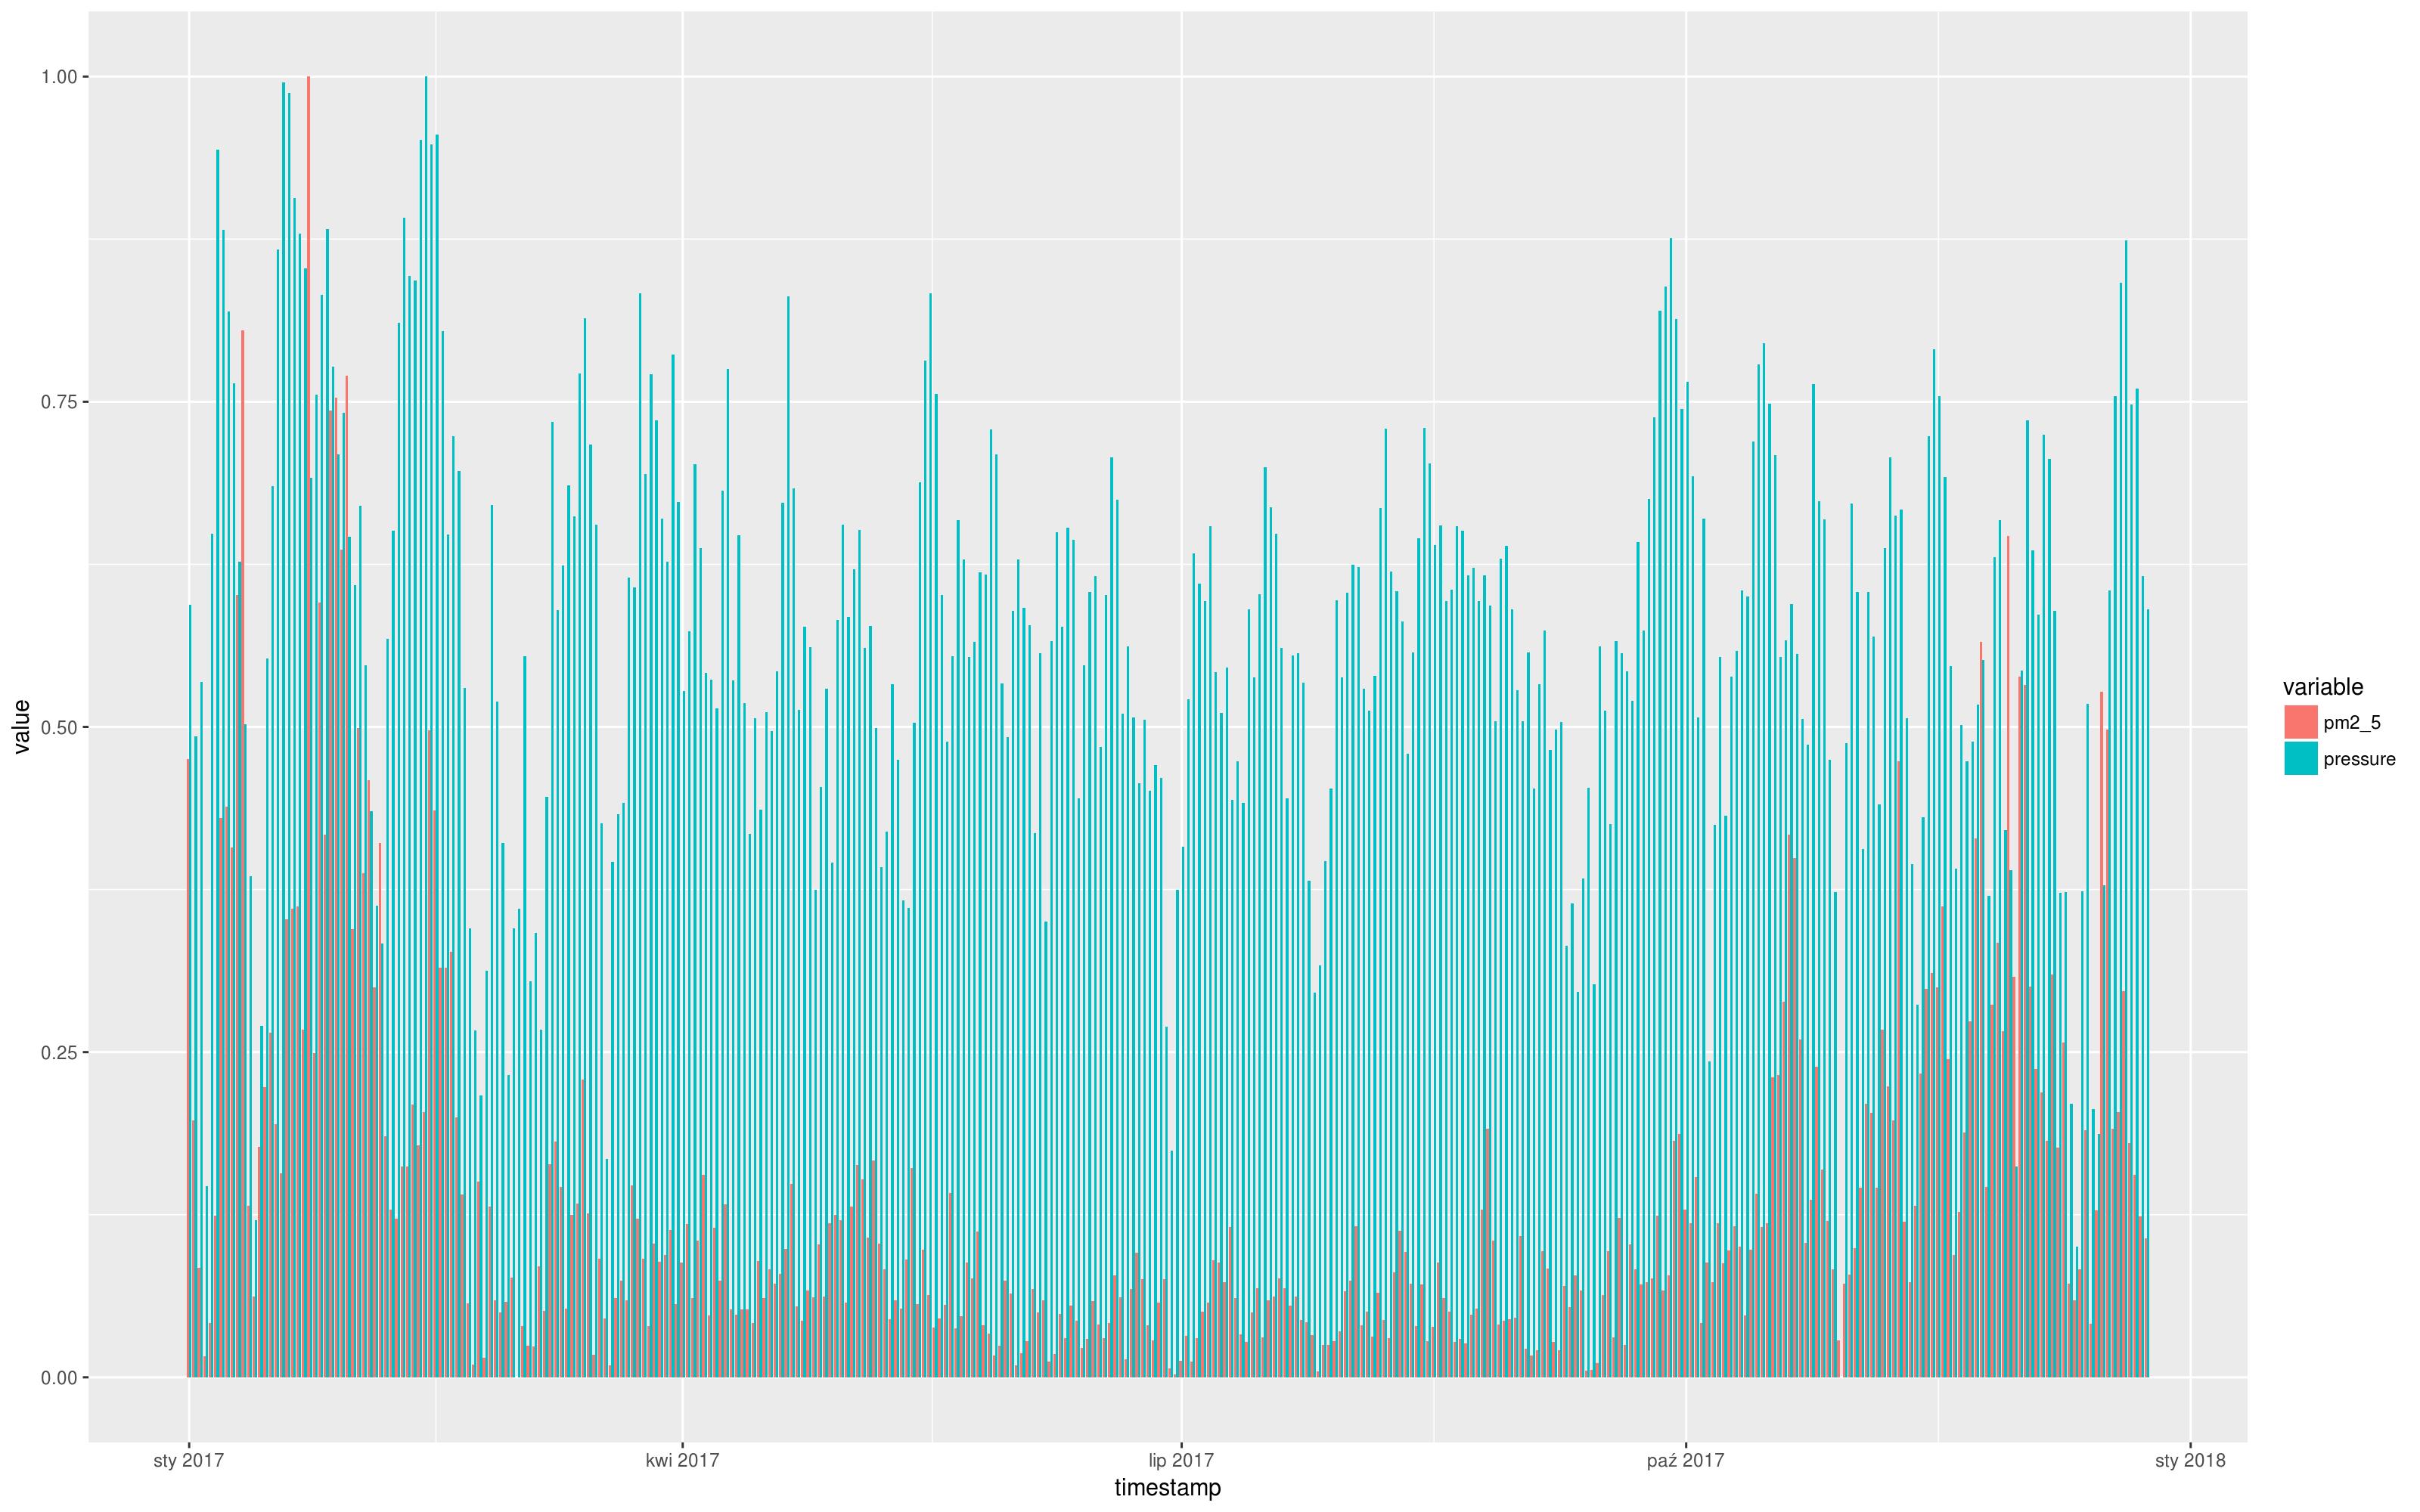 1.00
0.75
0.50
0.25
0.00
value
sty 2017
kwi 2017
lip 2017
paź 2017
sty 2018
timestamp
variable
pm2_5
pressure